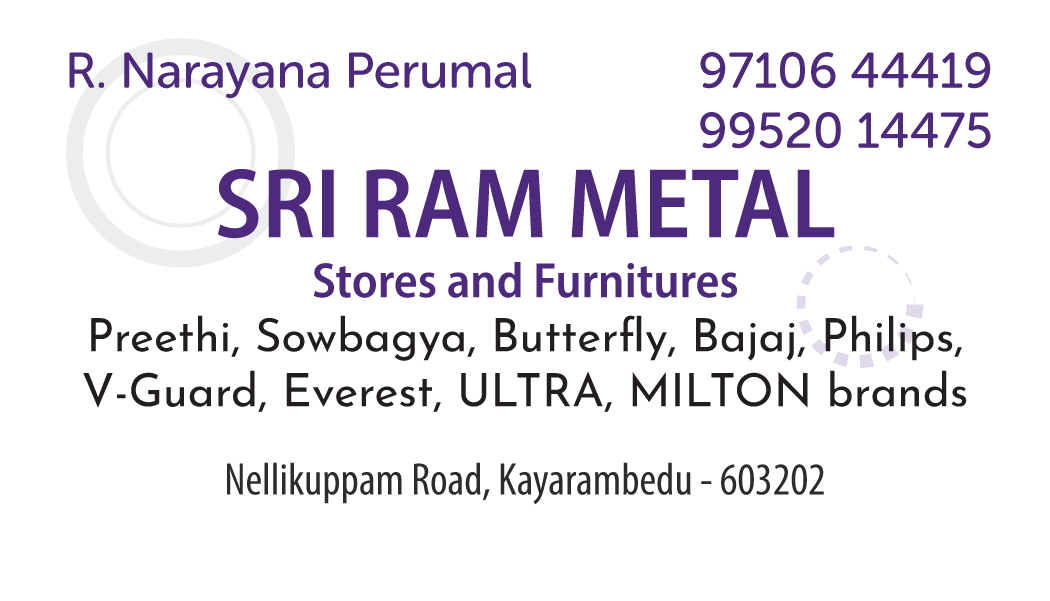 R. Narayana Perumal 97106 44419
99520 14475
SRI RAM METAL
Stores and Furnitures
Preethi, Sowbagya, Butterfly, Bajaj, Philips,
V-Guard, Everest, ULTRA, MILTON brands
Nellikuppam Road, Kayarambedu - 603202